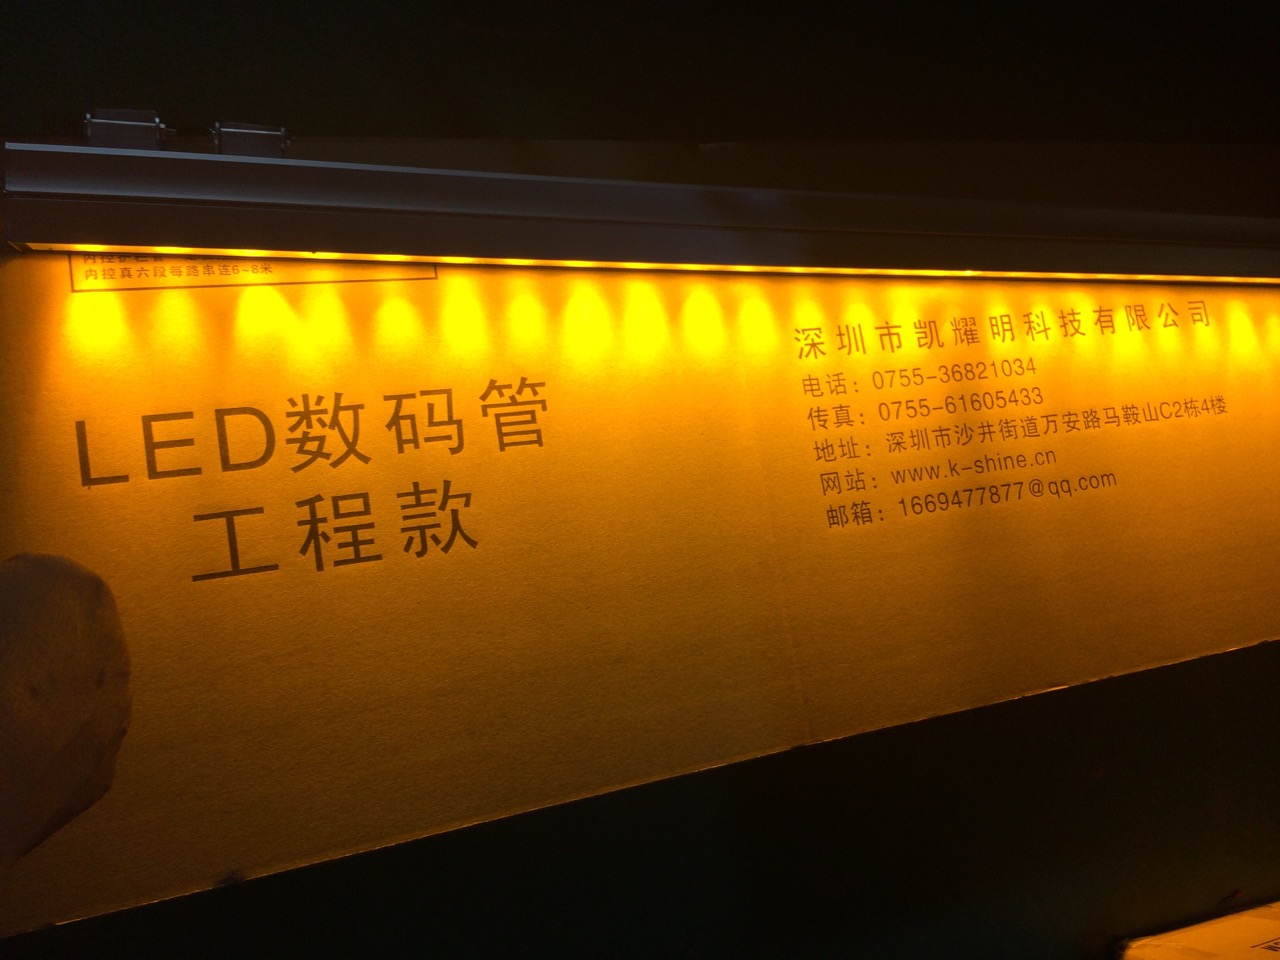 内控真六段每路串连6~8米
LED数码管
工程款
深圳市凯耀明科技有限公司
电话：0755-36821034
传真：0755-61605433
地址：深圳市沙井街道万安路马鞍山C2栋4楼
网站：www.k-shine.cn
邮箱：1669477877@qq.com